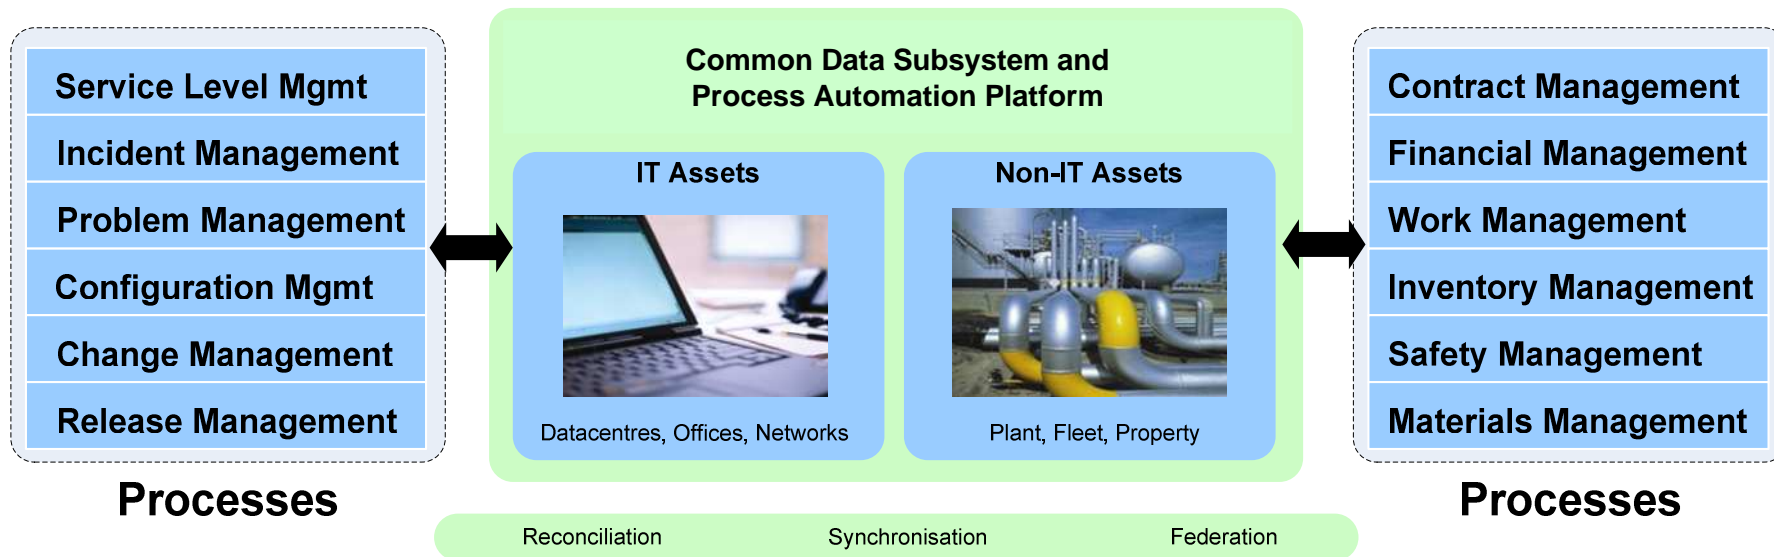 Service Level Mgmt
Incident Management
Problem Management
Configuration Mgmt
Change Management
Release Management
Processes
Common Data Subsystem and
Process Automation Platform
IT Assets
Datacentres, Offices, Networks
Non-IT Assets
Plant, Fleet, Property
Contract Management
Financial Management
Work Management
Inventory Management
Safety Management
Materials Management
Processes
Reconciliation Synchronisation Federation